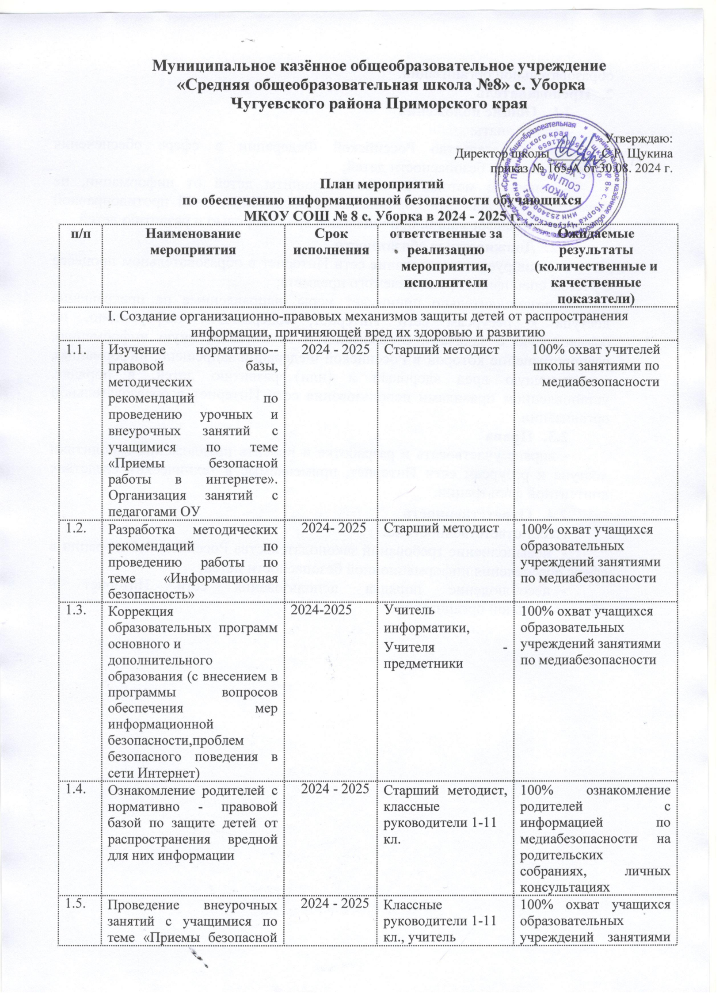 Муниципальное казённое общеобразовательное учреждение
«Средняя общеобразовательная школа №8» с. Уборка
Чугуевского района Приморского края
Утверждаю:
Директор школы ________ С.Р. Щукина
приказ № 165-А от 30.08. 2024 г.
План мероприятий
по обеспечению информационной безопасности обучающихся
МКОУ СОШ № 8 с. Уборка в 2024 - 2025 г.
п/п
Наименование
мероприятия
Срок
исполнения
ответственные за
реализацию
мероприятия,
исполнители
Ожидаемые
результаты
(количественные и
качественные
показатели)
I. Создание организационно-правовых механизмов защиты детей от распространения
информации, причиняющей вред их здоровью и развитию
1.1.
Изучение нормативно--
правовой базы,
методических
рекомендаций по
проведению урочных и
внеурочных занятий с
учащимися по теме
«Приемы безопасной
работы в интернете».
Организация занятий с
педагогами ОУ
2024 - 2025
Старший методист
100% охват учителей
школы занятиями по
медиабезопасности
1.2.
Разработка методических
рекомендаций по
проведению работы по
теме «Информационная
безопасность»
2024- 2025
Старший методист
100% охват учащихся
образовательных
учреждений занятиями
по медиабезопасности
1.3.
Коррекция
образовательных программ
основного и
дополнительного
образования (с внесением в
программы вопросов
обеспечения мер
информационной
безопасности,проблем
безопасного поведения в
сети Интернет)
2024-2025
Учитель
информатики,
Учителя -
предметники
100% охват учащихся
образовательных
учреждений занятиями
по медиабезопасности
1.4.
Ознакомление родителей с
нормативно - правовой
базой по защите детей от
распространения вредной
для них информации
2024 - 2025
Старший методист,
классные
руководители 1-11
кл.
100% ознакомление
родителей с
информацией по
медиабезопасности на
родительских
собраниях, личных
консультациях
1.5.
Проведение внеурочных
занятий с учащимися по
теме «Приемы безопасной
2024 - 2025
Классные
руководители 1-11
кл., учитель
100% охват учащихся
образовательных
учреждений занятиями
МКОУ
СОШ № 8
с. Уборка